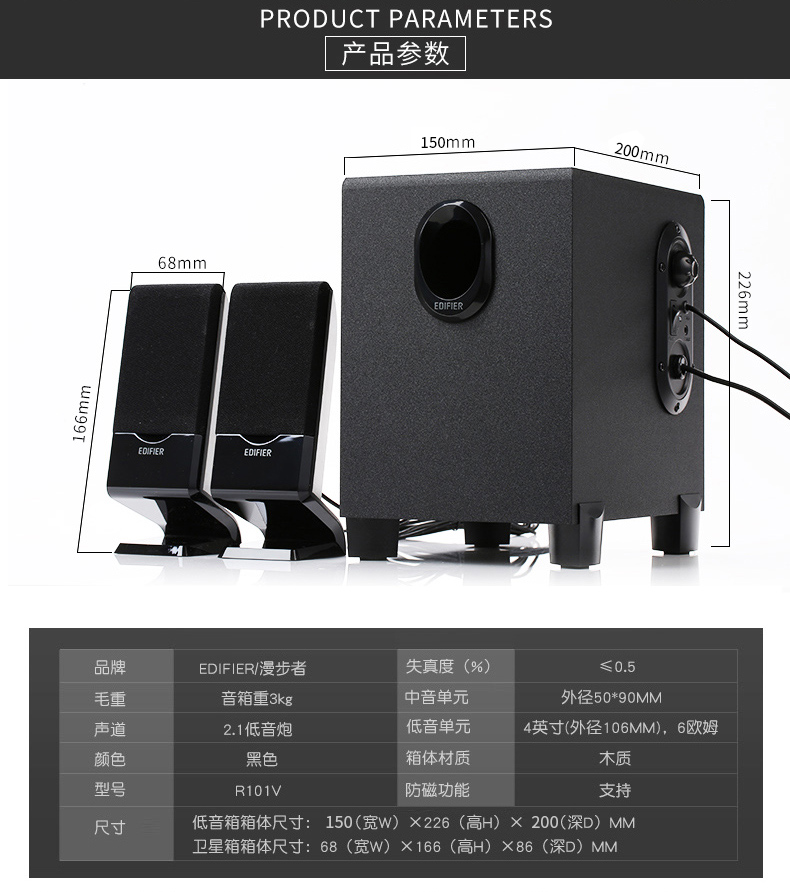 PRODUCT PARAMETERS
产品参数
150mm
200mm
68mm
226mm
166mm
EDIFIER
EDIFIER
EDIFIER
品牌 EDIFIER/漫步者 失真度（%） ≤0.5
毛重 音箱重3kg 中音单元 外径50*90MM
声道 2.1低音炮 低音单元 4英寸(外径106MM)，6欧姆
颜色 黑色 箱体材质 木质
型号 R101V 防磁功能 支持
尺寸 低音箱箱体尺寸： 150（宽W）×226（高H）× 200（深D）MM
卫星箱箱体尺寸：68（宽W）×166（高H）×86（深D）MM